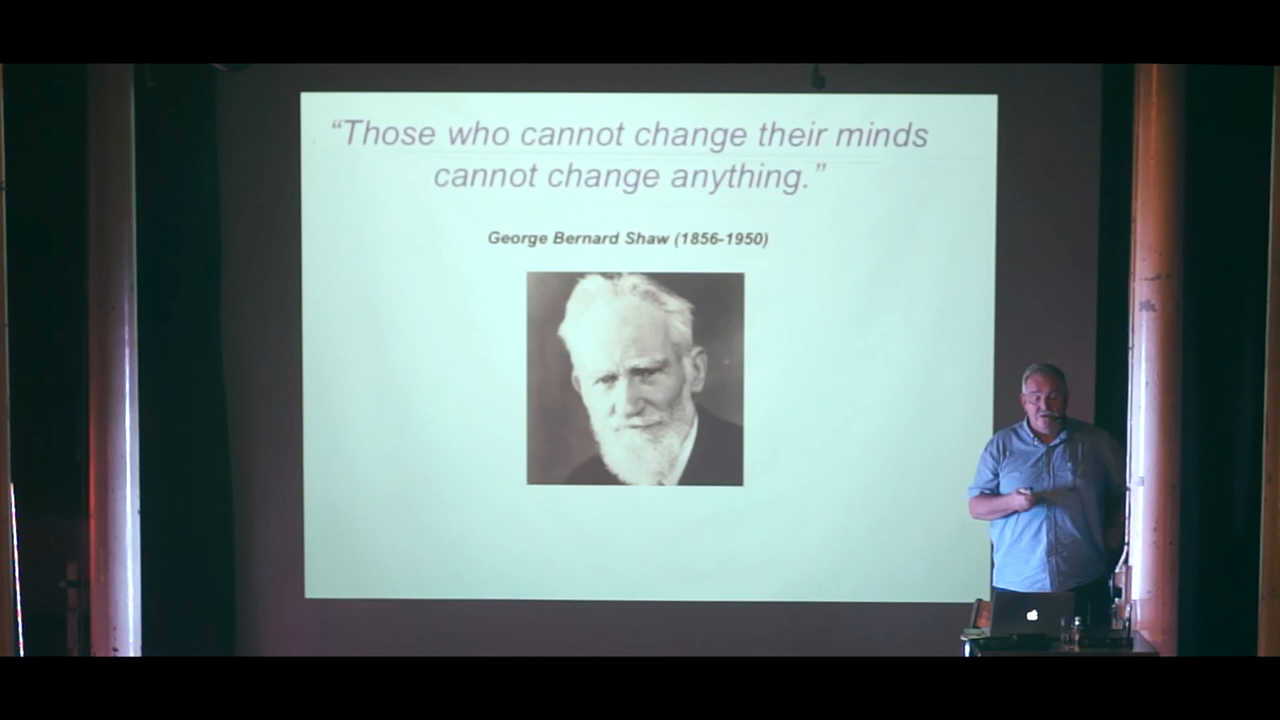 “Those who cannot change their minds
cannot change anything.”
George Bernard Shaw (1856-1950)